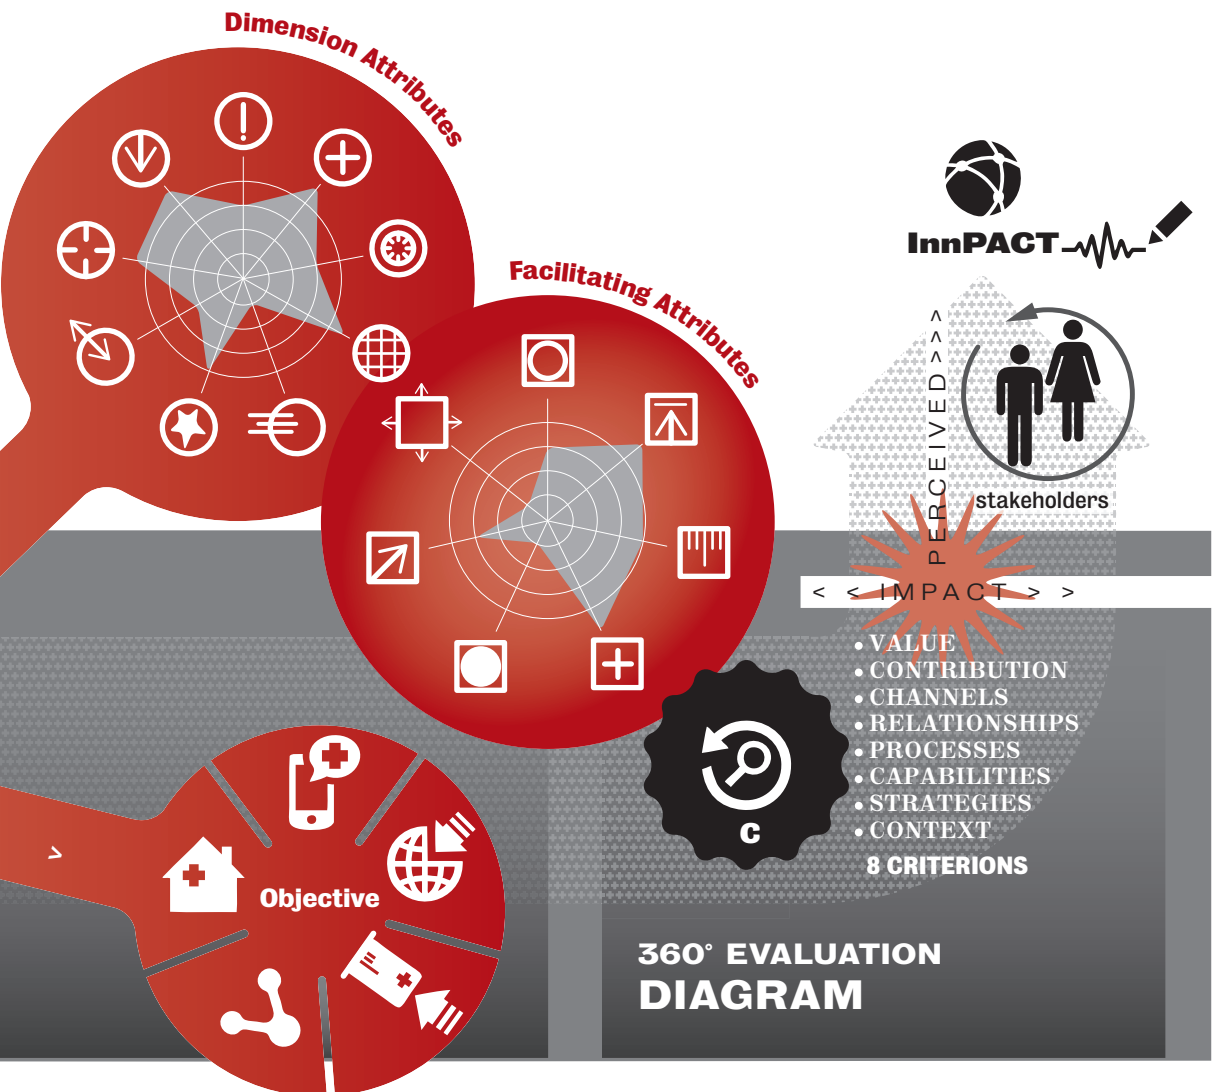 Dimension Attributes
Facilitating Attributes
InnPACT
PERCEIVED>>>>
stakeholders
< < IMPACT > >
• VALUE
• CONTRIBUTION
• CHANNELS
• RELATIONSHIPS
• PROCESSES
• CAPABILITIES
• STRATEGIES
• CONTEXT
8 CRITERIONS
C
>
Objective
360° EVALUATION
DIAGRAM